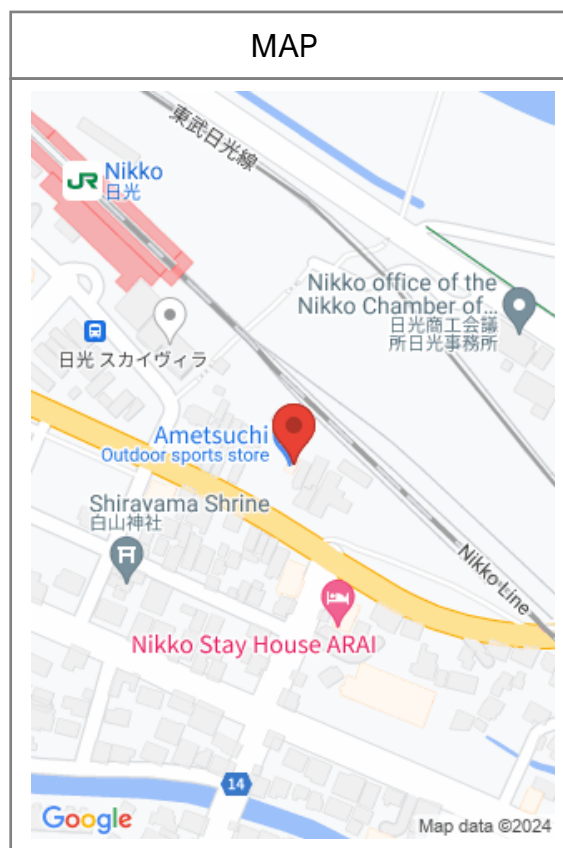 MAP
東武日光線
JR
Nikko
日光
Nikko office of the
Nikko Chamber of...
日光商工会議
所日光事務所
日光 スカイヴィラ
Ametsuchi
Outdoor sports store
Shirayama Shrine
白山神社
Nikko Line
Nikko Stay House ARAI
14
Google
Map data ©2024